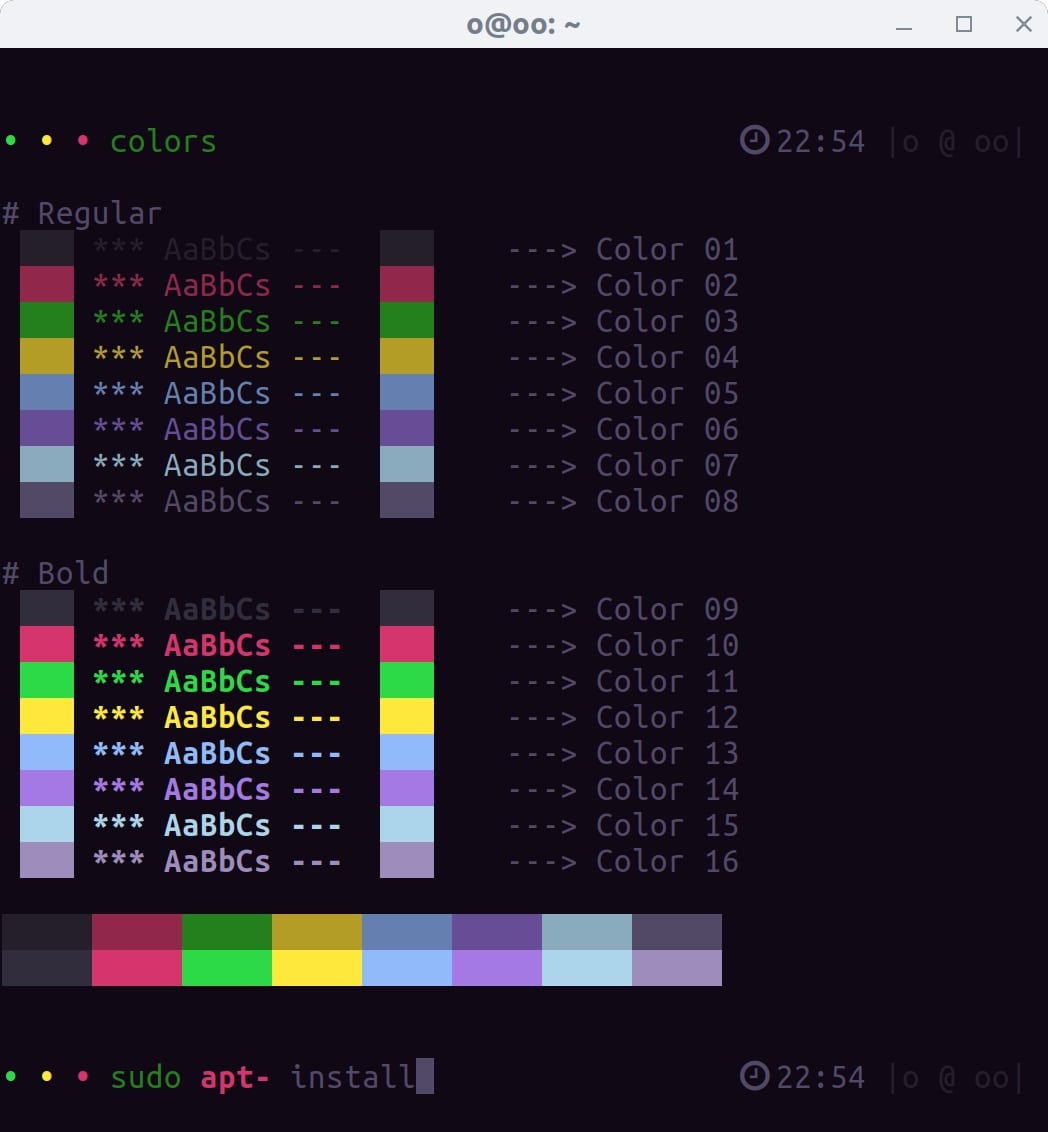 o@oo: ~
• • • colors 22:54 |o @ oo|
# Regular
*** AaBbCs --- ---> Color 01
*** AaBbCs --- ---> Color 02
*** AaBbCs --- ---> Color 03
*** AaBbCs --- ---> Color 04
*** AaBbCs --- ---> Color 05
*** AaBbCs --- ---> Color 06
*** AaBbCs --- ---> Color 07
*** AaBbCs --- ---> Color 08
# Bold
*** AaBbCs --- ---> Color 09
*** AaBbCs --- ---> Color 10
*** AaBbCs --- ---> Color 11
*** AaBbCs --- ---> Color 12
*** AaBbCs --- ---> Color 13
*** AaBbCs --- ---> Color 14
*** AaBbCs --- ---> Color 15
*** AaBbCs --- ---> Color 16
• • • sudo apt- install 22:54 |o @ oo|